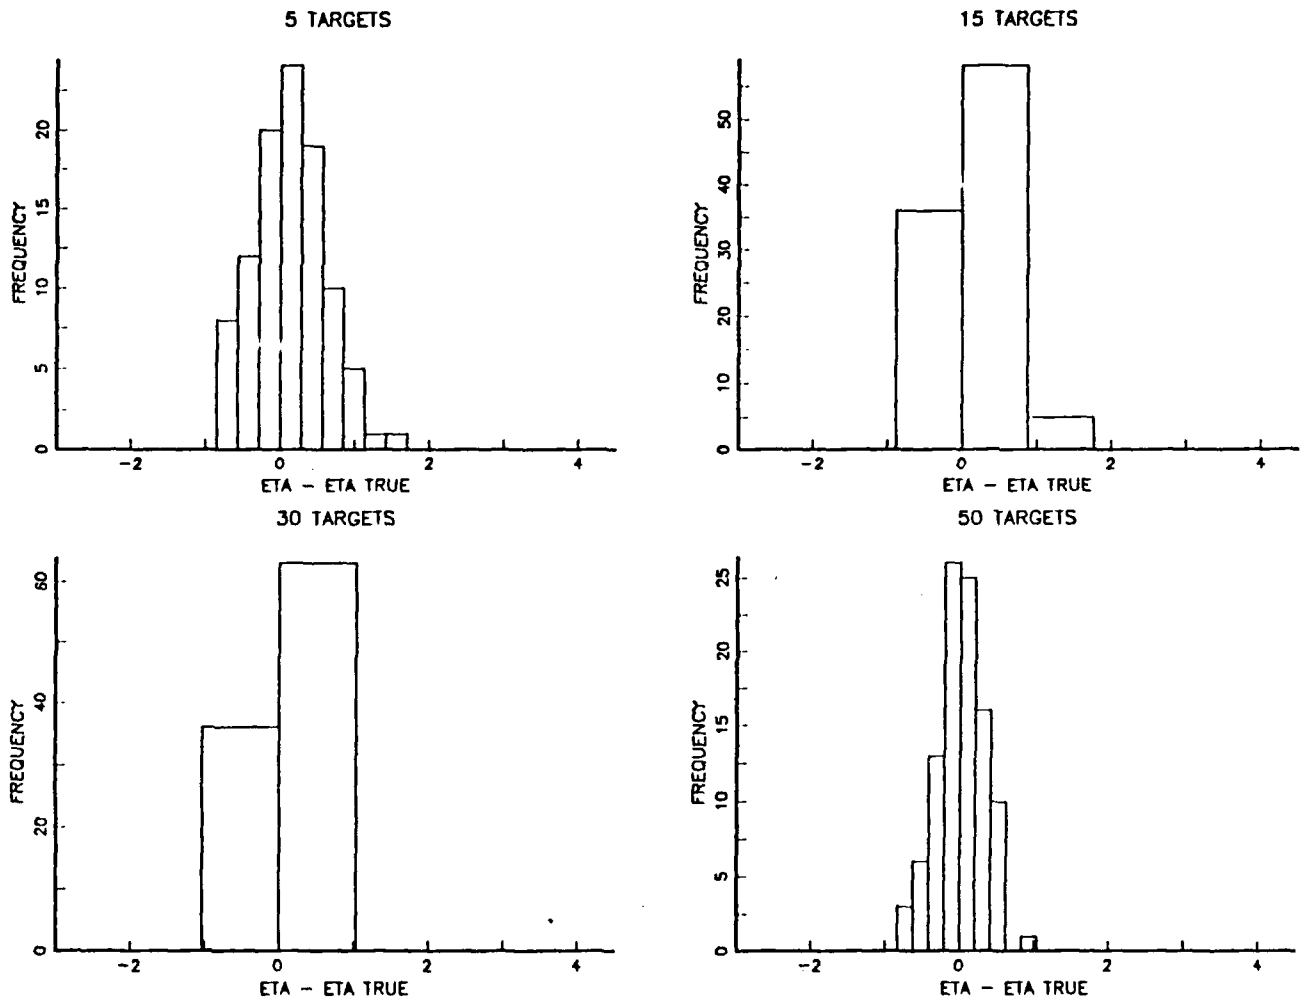 5 TARGETS
FREQUENCY
0 5 10 15 20
-2 0 2 4
ETA - ETA TRUE
15 TARGETS
FREQUENCY
0 10 20 30 40 50
-2 0 2 4
ETA - ETA TRUE
30 TARGETS
FREQUENCY
0 20 40 60
-2 0 2 4
ETA - ETA TRUE
50 TARGETS
FREQUENCY
0 5 10 15 20 25
-2 0 2 4
ETA - ETA TRUE